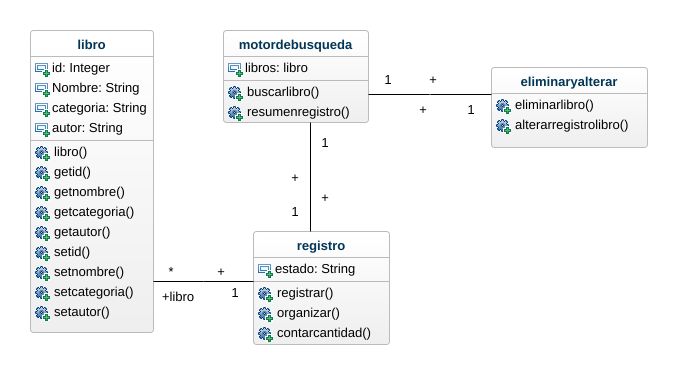 libro
id: Integer
Nombre: String
categoria: String
autor: String
libro()
getid()
getnombre()
getcategoria()
getautor()
setid()
setnombre()
setcategoria()
setautor()
motordebusqueda
libros: libro
buscarlibro()
resumenregistro()
1 +
+ 1
eliminaryalterar
eliminarlibro()
alterarregistrolibro()
1
+
+
1
* +
+libro 1
registro
estado: String
registrar()
organizar()
contarcantidad()